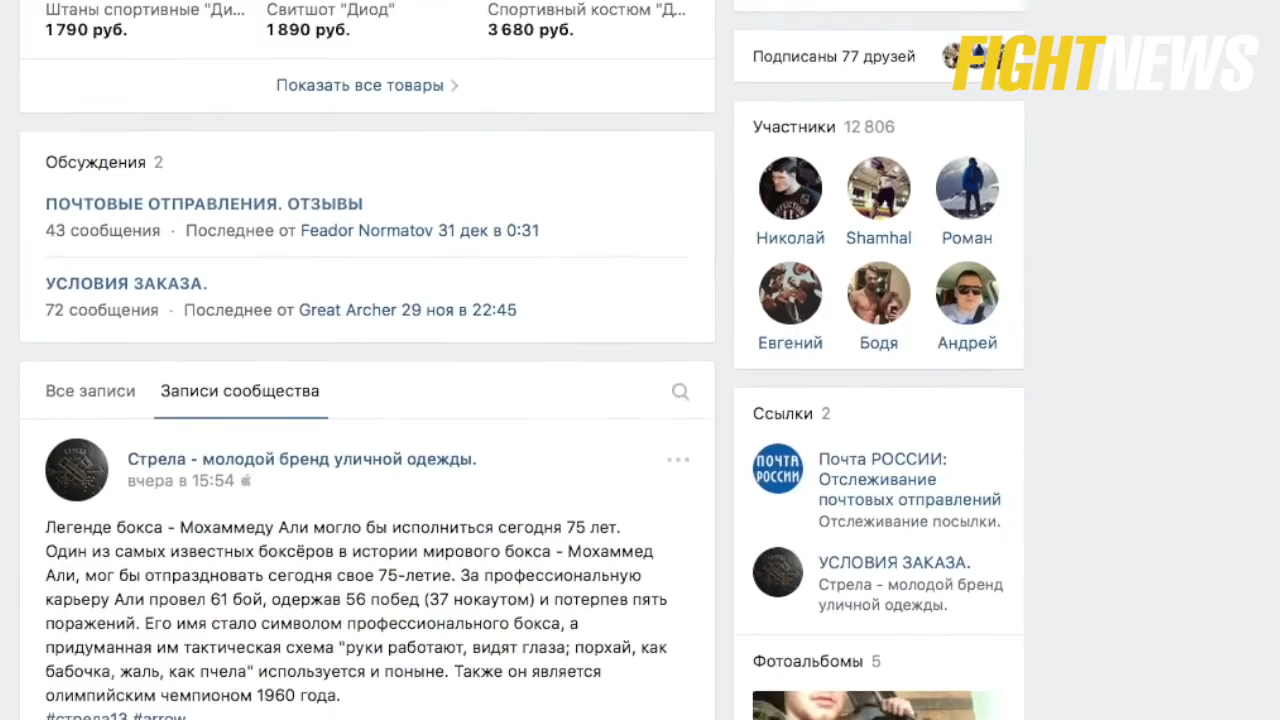 Штаны спортивные "Ди...
Свитшот "Диод"
Спортивный костюм "Д...
1 790 руб.
1 890 руб.
3 680 руб.
Показать все товары
Обсуждения 2
ПОЧТОВЫЕ ОТПРАВЛЕНИЯ. ОТЗЫВЫ
43 сообщения · Последнее от Feador Normatov 31 дек в 0:31
УСЛОВИЯ ЗАКАЗА.
72 сообщения · Последнее от Great Archer 29 ноя в 22:45
Все записи
Записи сообщества
Стрела - молодой бренд уличной одежды.
вчера в 15:54
Легенде бокса - Мохаммеду Али могло бы исполниться сегодня 75 лет.
Один из самых известных боксёров в истории мирового бокса - Мохаммед
Али, мог бы отпраздновать сегодня свое 75-летие. За профессиональную
карьеру Али провел 61 бой, одержав 56 побед (37 нокаутом) и потерпев пять
поражений. Его имя стало символом профессионального бокса, а
придуманная им тактическая схема "руки работают, видят глаза; порхай, как
бабочка, жаль, как пчела" используется и поныне. Также он является
олимпийским чемпионом 1960 года.
#стрела13 #arrow
Подписаны 77 друзей
FIGHTNEWS
Участники 12 806
Николай
Shamhal
Роман
Евгений
Бодя
Андрей
Ссылки 2
ПОЧТА
РОССИИ
Почта РОССИИ:
Отслеживание
почтовых отправлений
Отслеживание посылки.
УСЛОВИЯ ЗАКАЗА.
Стрела - молодой бренд
уличной одежды.
Фотоальбомы 5